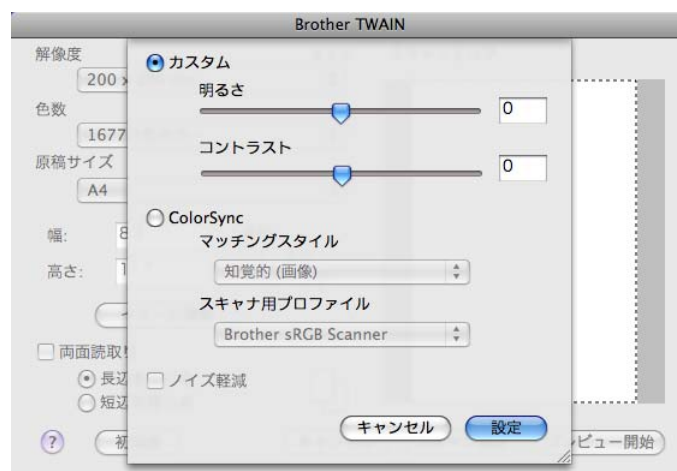 Brother TWAIN
解像度
200 x
色数
1677
原稿サイズ
A4
幅: 8
高さ: 1
両面読取り
長辺
短辺
?
初
カスタム
明るさ
0
コントラスト
0
ColorSync
マッチングスタイル
知覚的 (画像)
スキャナ用プロファイル
Brother sRGB Scanner
ノイズ軽減
キャンセル 設定
ビュー開始